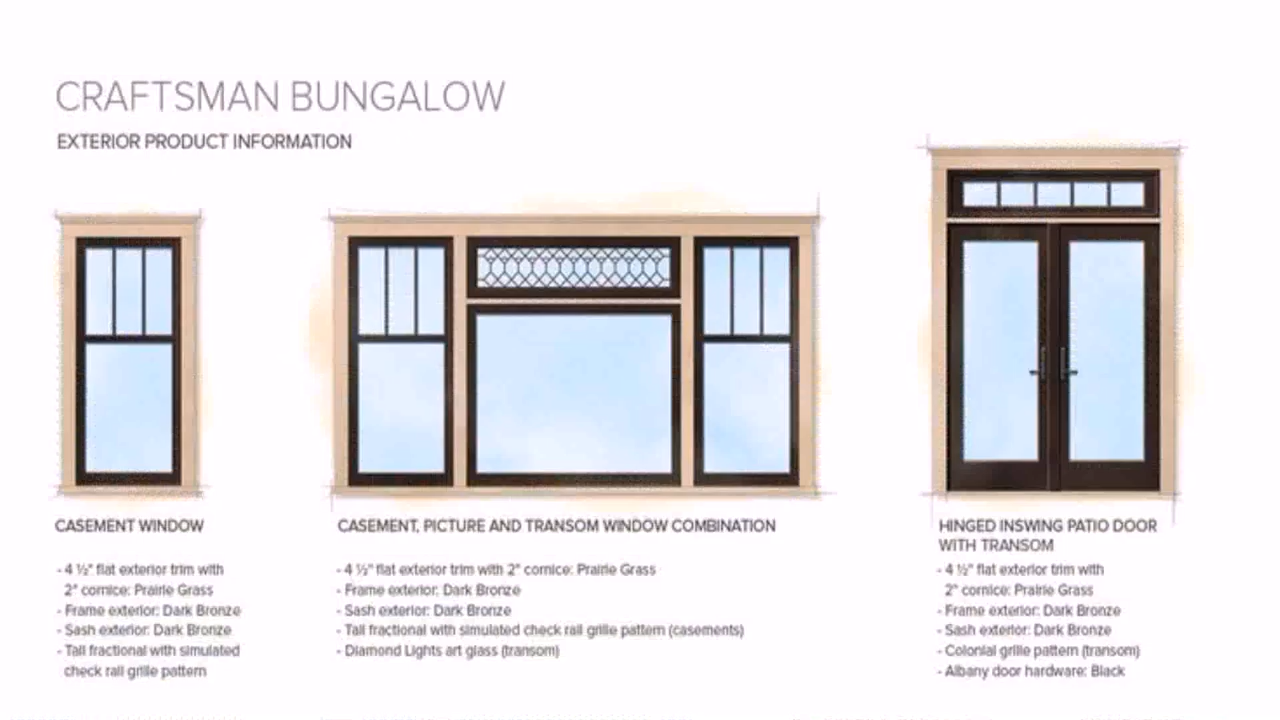 CRAFTSMAN BUNGALOW
EXTERIOR PRODUCT INFORMATION
CASEMENT WINDOW
- 4 ½" flat exterior trim with
2" cornice: Prairie Grass
- Frame exterior: Dark Bronze
- Sash exterior: Dark Bronze
- Tall fractional with simulated
check rail grille pattern
CASEMENT, PICTURE AND TRANSOM WINDOW COMBINATION
- 4 ½" flat exterior trim with 2" cornice: Prairie Grass
- Frame exterior: Dark Bronze
- Sash exterior: Dark Bronze
- Tall fractional with simulated check rail grille pattern (casements)
- Diamond Lights art glass (transom)
HINGED INSWING PATIO DOOR
WITH TRANSOM
- 4 ½" flat exterior trim with
2" cornice: Prairie Grass
- Frame exterior: Dark Bronze
- Sash exterior: Dark Bronze
- Colonial grille pattern (transom)
- Albany door hardware: Black